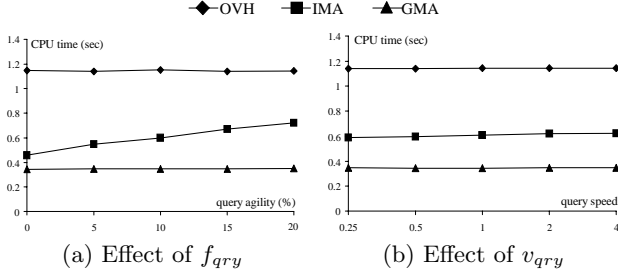 OVH IMA GMA
CPU time (sec) CPU time (sec)
1.4 1.4
1.2 1.2
1 1
0.8 0.8
0.6 0.6
0.4 0.4
0.2 0.2
query agility (%) query speed
0 0
0 5 10 15 20 0.25 0.5 1 2 4
(a) Effect of f_qry (b) Effect of v_qry